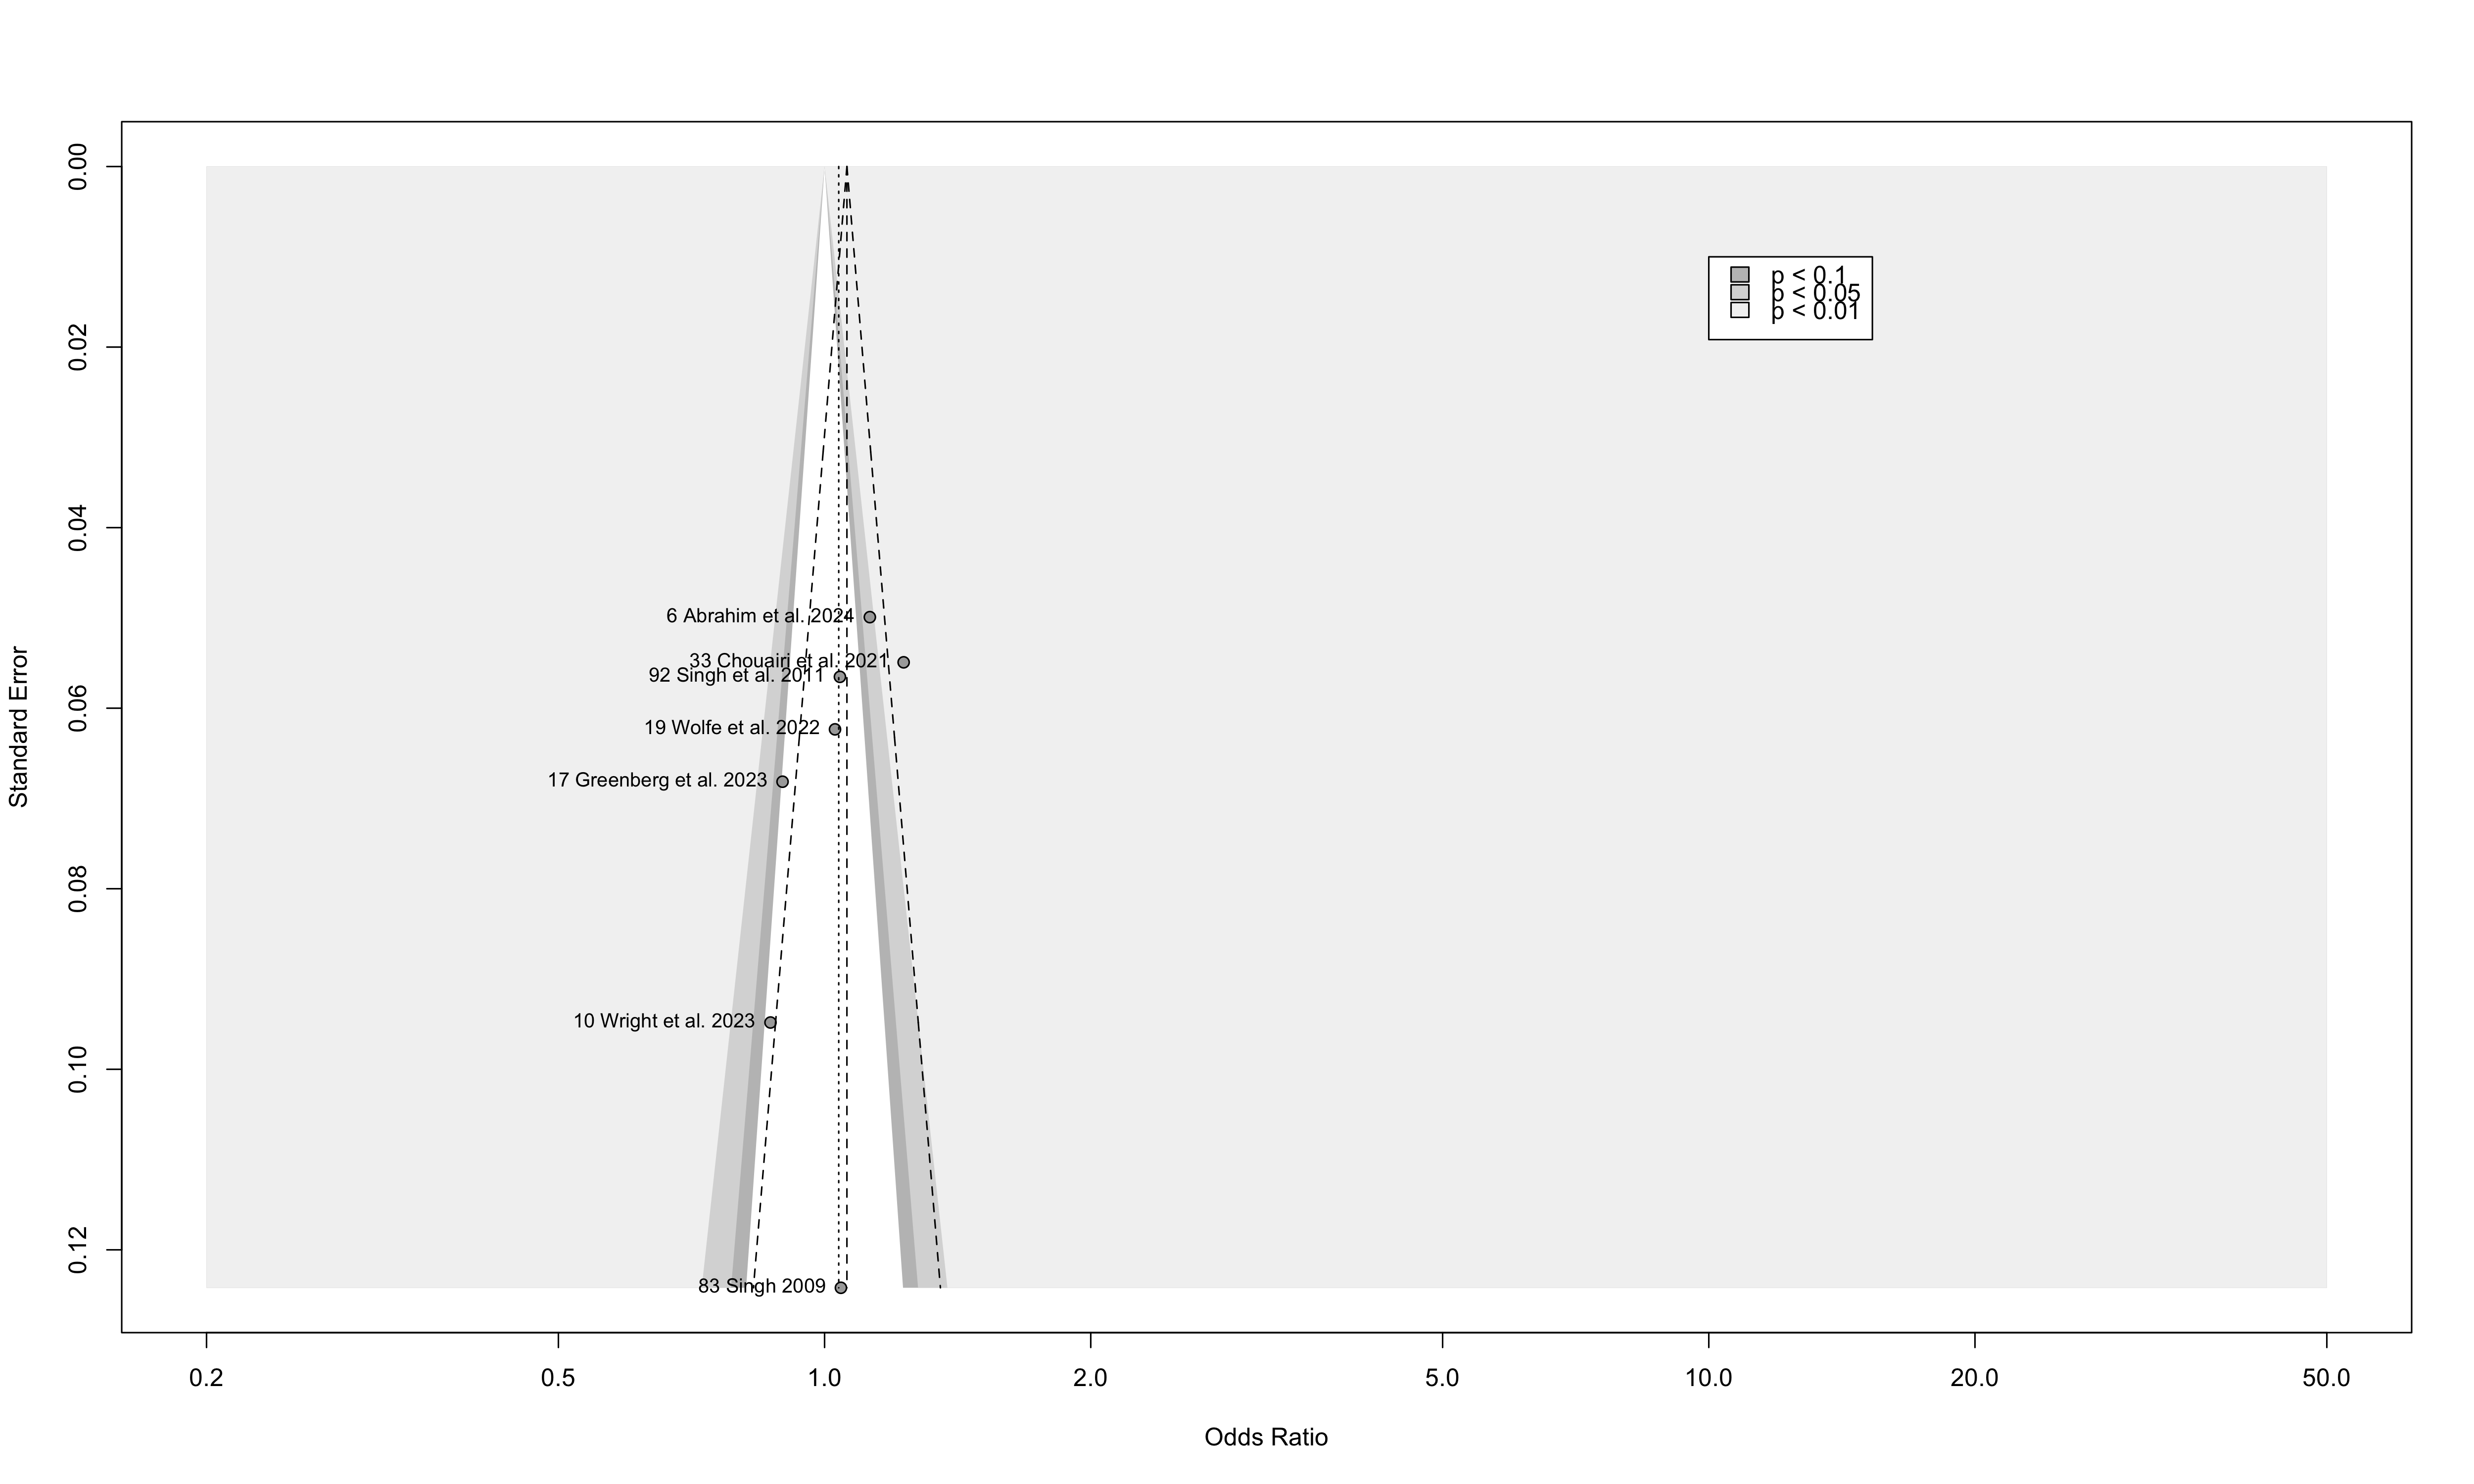 0.00
0.02
0.04
0.06
0.08
0.10
0.12
Standard Error
p < 0.1
p < 0.05
p < 0.01
6 Abrahim et al. 2024
33 Chouairi et al. 2021
92 Singh et al. 2011
19 Wolfe et al. 2022
17 Greenberg et al. 2023
10 Wright et al. 2023
83 Singh 2009
0.2 0.5 1.0 2.0 5.0 10.0 20.0 50.0
Odds Ratio